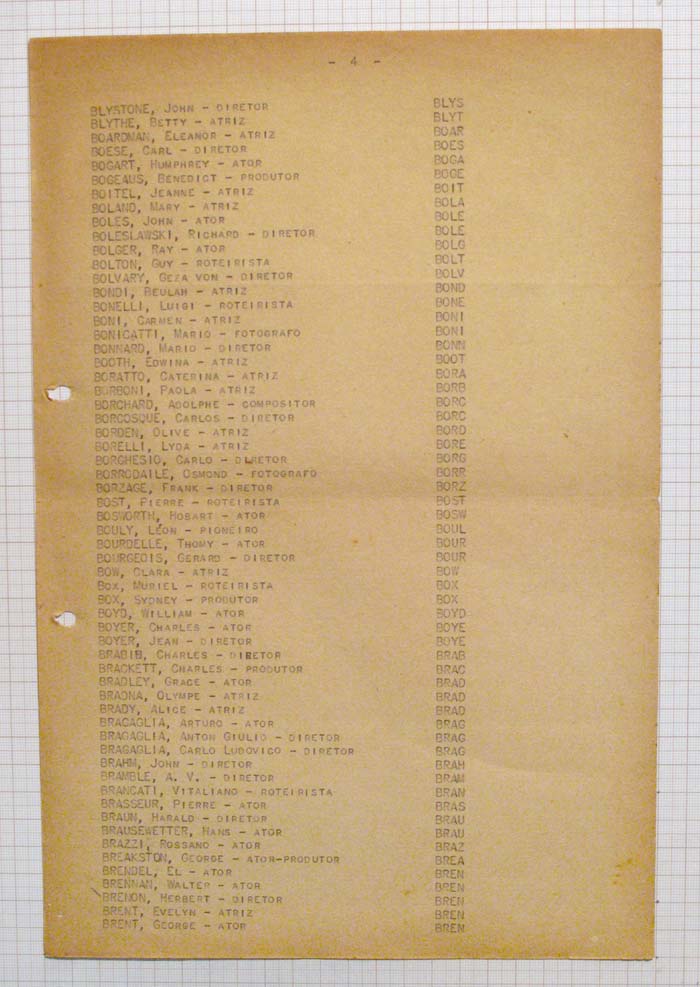 - 4 -
BLYSTONE, JOHN - DIRETOR BLYS
BLYTHE, BETTY - ATRIZ BLYT
BOARDMAN, ELEANOR - ATRIZ BOAR
BOESE, CARL - DIRETOR BOES
BOGART, HUMPHREY - ATOR BOGA
BOGEAUS, BENEDICT - PRODUTOR BOGE
BOITEL, JEANNE - ATRIZ BOIT
BOLAND, MARY - ATRIZ BOLA
BOLES, JOHN - ATOR BOLE
BOLESLAWSKI, RICHARD - DIRETOR BOLE
BOLGER, RAY - ATOR BOLG
BOLTON, GUY - ROTEIRISTA BOLT
BOLVARY, GEZA VON - DIRETOR BOLV
BONDI, BEULAH - ATRIZ BOND
BONELLI, LUIGI - ROTEIRISTA BONE
BONI, CARMEN - ATRIZ BONI
BONICATTI, MARIO - FOTOGRAFO BONI
BONNARD, MARIO - DIRETOR BONN
BOOTH, EDWINA - ATRIZ BOOT
BORATTO, CATERINA - ATRIZ BORA
BORBONI, PAOLA - ATRIZ BORB
BORCHARD, ADOLPHE - COMPOSITOR BORC
BORCOSQUE, CARLOS - DIRETOR BORC
BORDEN, OLIVE - ATRIZ BORD
BORELLI, LYDA - ATRIZ BORE
BORGHESIO, CARLO - DIRETOR BORG
BORRODAILE, OSMOND - FOTOGRAFO BORR
BORZAGE, FRANK - DIRETOR BORZ
BOST, PIERRE - ROTEIRISTA BOST
BOSWORTH, HOBART - ATOR BOSW
BOULY, LÉON - PIONEIRO BOUL
BOURDELLE, THOMY - ATOR BOUR
BOURGEOIS, GERARD - DIRETOR BOUR
BOW, CLARA - ATRIZ BOW
BOX, MURIEL - ROTEIRISTA BOX
BOX, SYDNEY - PRODUTOR BOX
BOYD, WILLIAM - ATOR BOYD
BOYER, CHARLES - ATOR BOYE
BOYER, JEAN - DIRETOR BOYE
BRABIB, CHARLES - DIRETOR BRAB
BRACKETT, CHARLES - PRODUTOR BRAC
BRADLEY, GRACE - ATOR BRAD
BRADNA, OLYMPE - ATRIZ BRAD
BRADY, ALICE - ATRIZ BRAD
BRAGAGLIA, ARTURO - ATOR BRAG
BRAGAGLIA, ANTON GIULIO - DIRETOR BRAG
BRAGAGLIA, CARLO LUDOVICO - DIRETOR BRAG
BRAHM, JOHN - DIRETOR BRAH
BRAMBLE, A. V. - DIRETOR BRAM
BRANCATI, VITALIANO - ROTEIRISTA BRAN
BRASSEUR, PIERRE - ATOR BRAS
BRAUN, HARALD - DIRETOR BRAU
BRAUSEWETTER, HANS - ATOR BRAU
BRAZZI, ROSSANO - ATOR BRAZ
BREAKSTON, GEORGE - ATOR-PRODUTOR BREA
BRENDEL, EL - ATOR BREN
BRENNAN, WALTER - ATOR BREN
BRENON, HERBERT - DIRETOR BREN
BRENT, EVELYN - ATRIZ BREN
BRENT, GEORGE - ATOR BREN